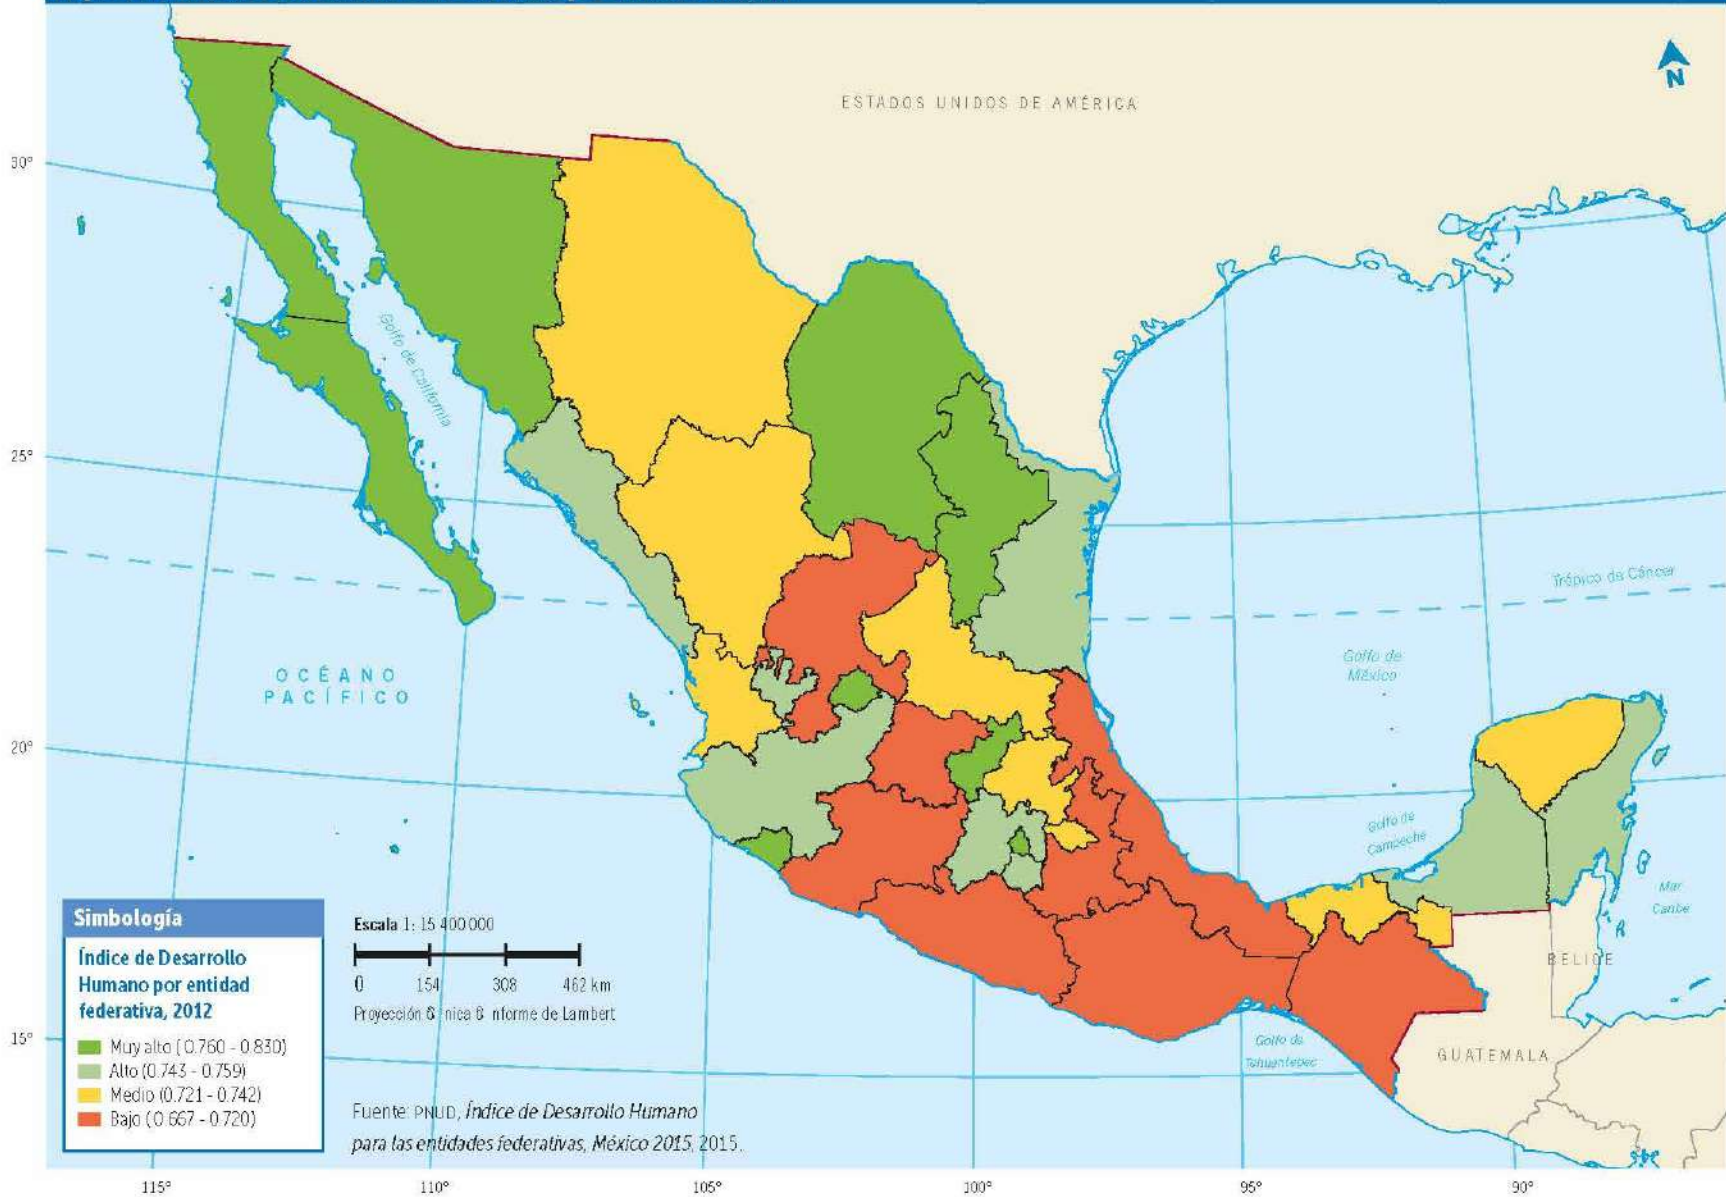 ESTADOS UNIDOS DE AMÉRICA
N
30°
Golfo de California
25°
Trópico de Cáncer
OCÉANO
PACÍFICO
Golfo de
México
20°
Golfo de
Campeche
Mar
Caribe
BELICE
GUATEMALA
Golfo de
Tehuantepec
15°
Simbología
Índice de Desarrollo
Humano por entidad
federativa, 2012
Muy alto (0.760 - 0.830)
Alto (0.743 - 0.759)
Medio (0.721 - 0.742)
Bajo (0.667 - 0.720)
Escala 1: 15 400 000
0 154 308 462 km
Proyección de Lambert
Fuente: PNUD, Índice de Desarrollo Humano
para las entidades federativas, México 2015, 2015.
115° 110° 105° 100° 95° 90°